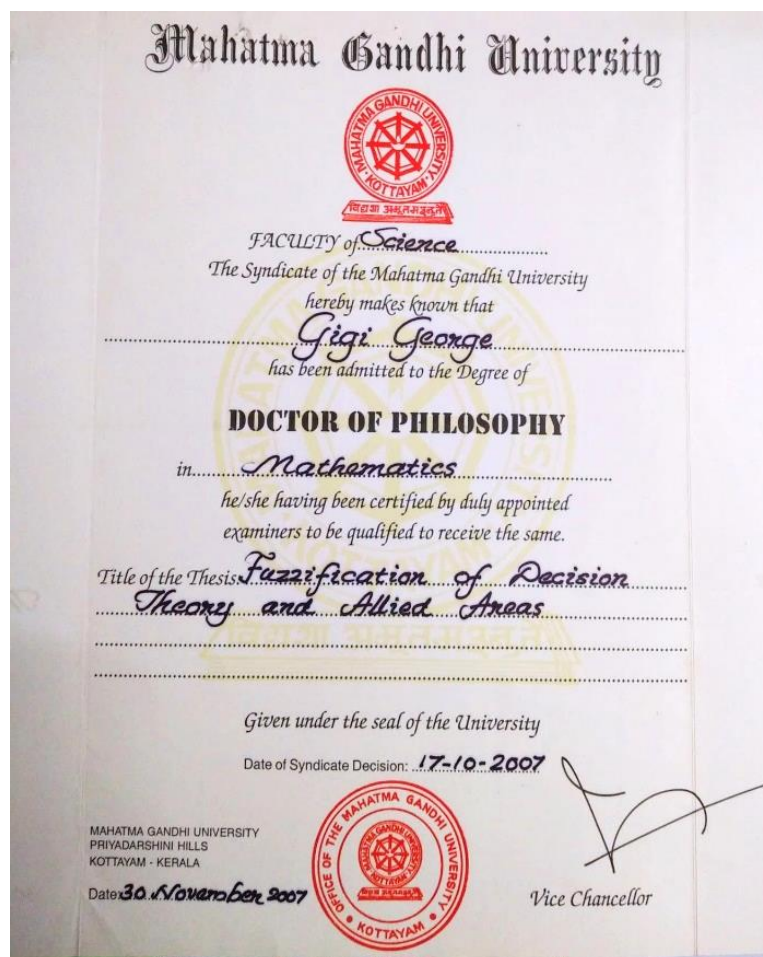 Mahatma Gandhi University
MAHATMA GANDHI UNIVERSITY
KOTTAYAM
विद्यया अमृतमश्नुते
FACULTY of Science
The Syndicate of the Mahatma Gandhi University
hereby makes known that
Gigi George
has been admitted to the Degree of
DOCTOR OF PHILOSOPHY
in Mathematics
he/she having been certified by duly appointed
examiners to be qualified to receive the same.
Title of the Thesis: Fuzzification of Decision
Theory and Allied Areas
Given under the seal of the University
Date of Syndicate Decision: 17-10-2007
MAHATMA GANDHI UNIVERSITY
PRIYADARSHINI HILLS
KOTTAYAM - KERALA
Date: 30 November 2007
OFFICE OF THE MAHATMA GANDHI UNIVERSITY
KOTTAYAM
Vice Chancellor